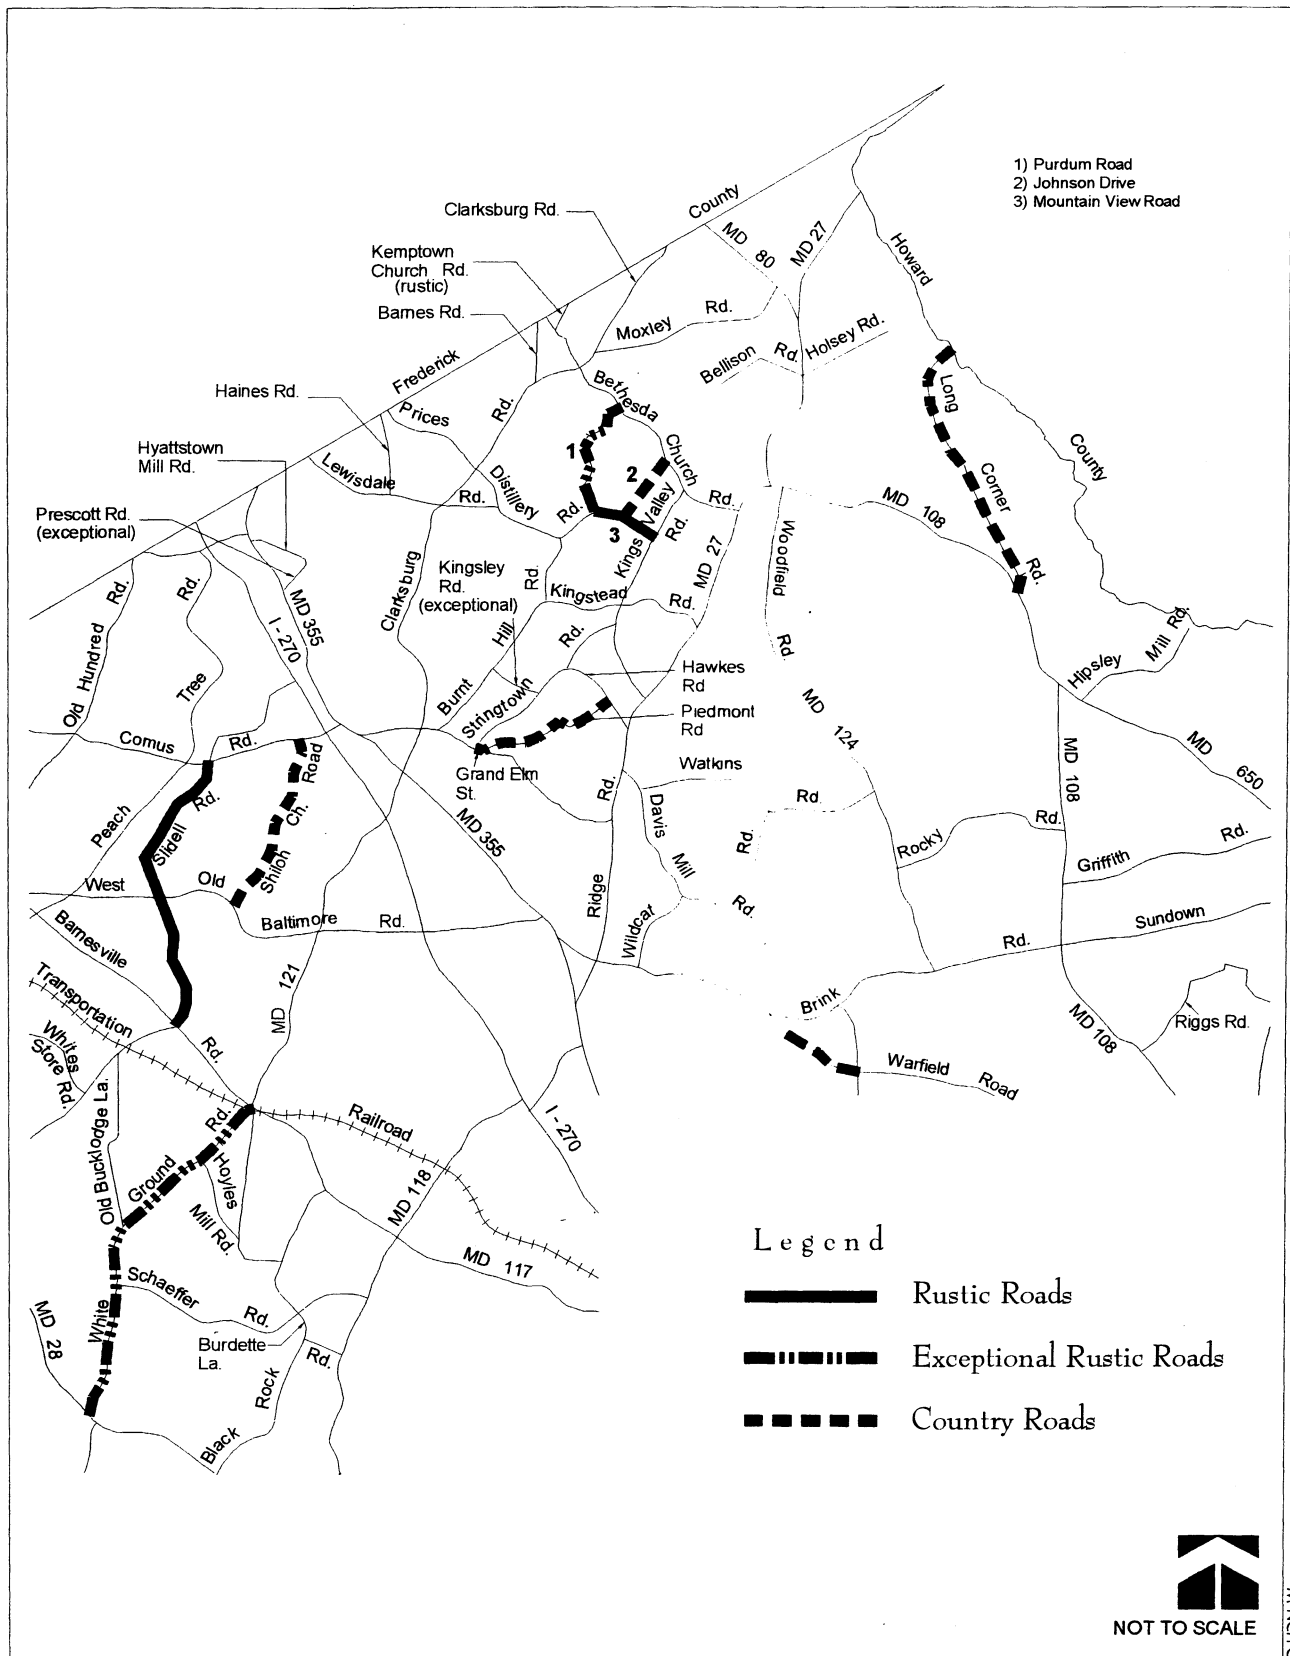 1) Purdum Road
2) Johnson Drive
3) Mountain View Road
County
Clarksburg Rd.
MD 80
MD 27
Howard
Kemptown
Church Rd.
(rustic)
Barnes Rd.
Moxley Rd.
Bellison Rd.
Holsey Rd.
Frederick
Haines Rd.
Prices
Distillery
Rd.
Rd.
Bethesda
Church
Rd.
Long
Corner
Rd.
County
Hyattstown
Mill Rd.
Lewisdale
Rd.
1
2
3
Kings
Valley
Rd.
MD 108
Prescott Rd.
(exceptional)
Woodfield
Rd.
MD 27
Clarksburg
Kingsley
Rd.
(exceptional)
Kingstead
Rd.
Old Hundred
Rd.
Tree
Rd.
MD 355
I - 270
Burnt
Hill
Rd.
Stringtown
Rd.
Hawkes
Rd
Piedmont
Rd
Hipsley
Mill Rd.
MD 124
MD 108
MD 650
Comus
Rd.
Grand Elm
St.
Watkins
Rd.
Rd.
Peach
Slidell
Rd.
Shiloh
Ch.
Road
MD 355
Davis
Mill
Rd.
Ridge
Rd.
Rocky
Rd.
Griffith
Rd.
West
Old
Baltimore
Rd.
Wildcat
Rd.
Sundown
Rd.
Barnesville
Rd.
MD 121
Brink
MD 108
Riggs Rd.
Transportation
Whites
Store Rd.
Warfield
Road
Old Bucklodge La.
Railroad
I - 270
Ground
Rd.
Hoyles
Mill Rd.
MD 118
MD 117
Schaeffer
Rd.
White
MD 28
Burdette
La.
Rd.
Rock
Black
Legend
Rustic Roads
Exceptional Rustic Roads
Country Roads
NOT TO SCALE